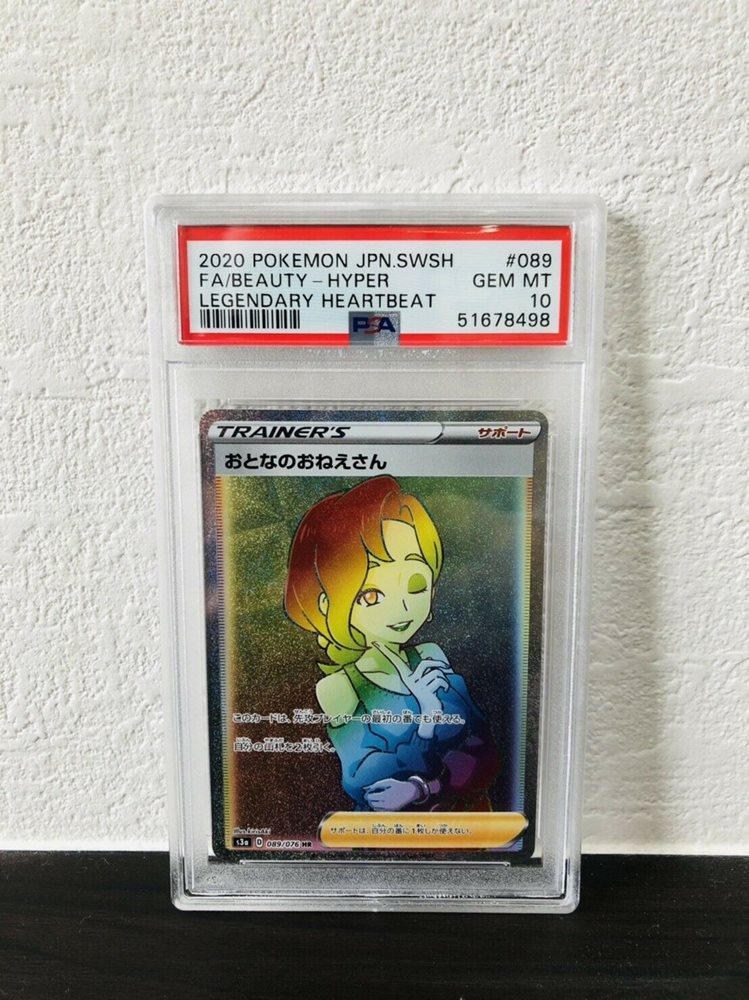 2020 POKEMON JPN.SWSH #089
FA/BEAUTY-HYPER GEM MT
LEGENDARY HEARTBEAT 10
PSA 51678498
TRAINER'S サポート
おとなのおねえさん
このカードは、先攻プレイヤーの最初の番でも使える。
自分の山札を2枚引く。
Illus.kirisAki
サポートは、自分の番に1枚しか使えない。
s3a D 089/076 HR